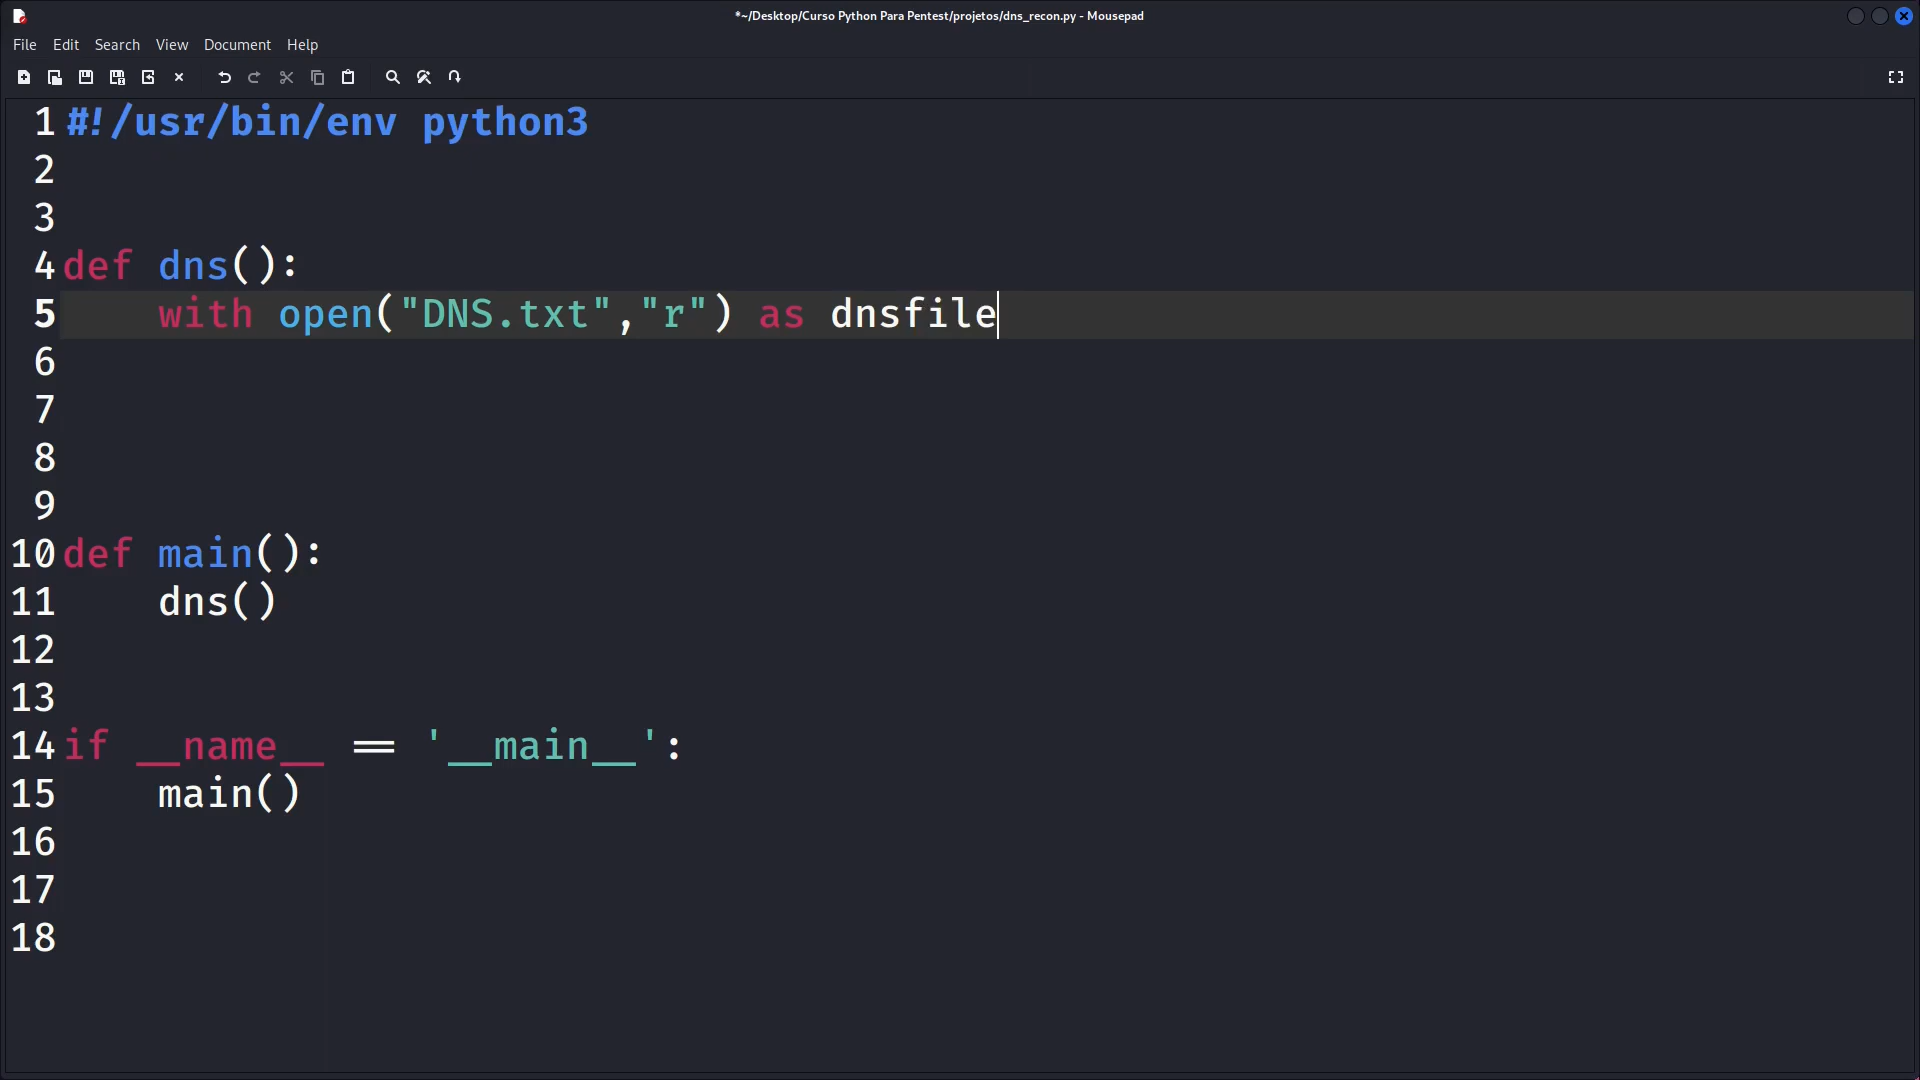 *~/Desktop/Curso Python Para Pentest/projetos/dns_recon.py - Mousepad
File Edit Search View Document Help
1 #!/usr/bin/env python3
2
3
4 def dns():
5     with open("DNS.txt","r") as dnsfile
6
7
8
9
10 def main():
11     dns()
12
13
14 if __name__ == '__main__':
15     main()
16
17
18